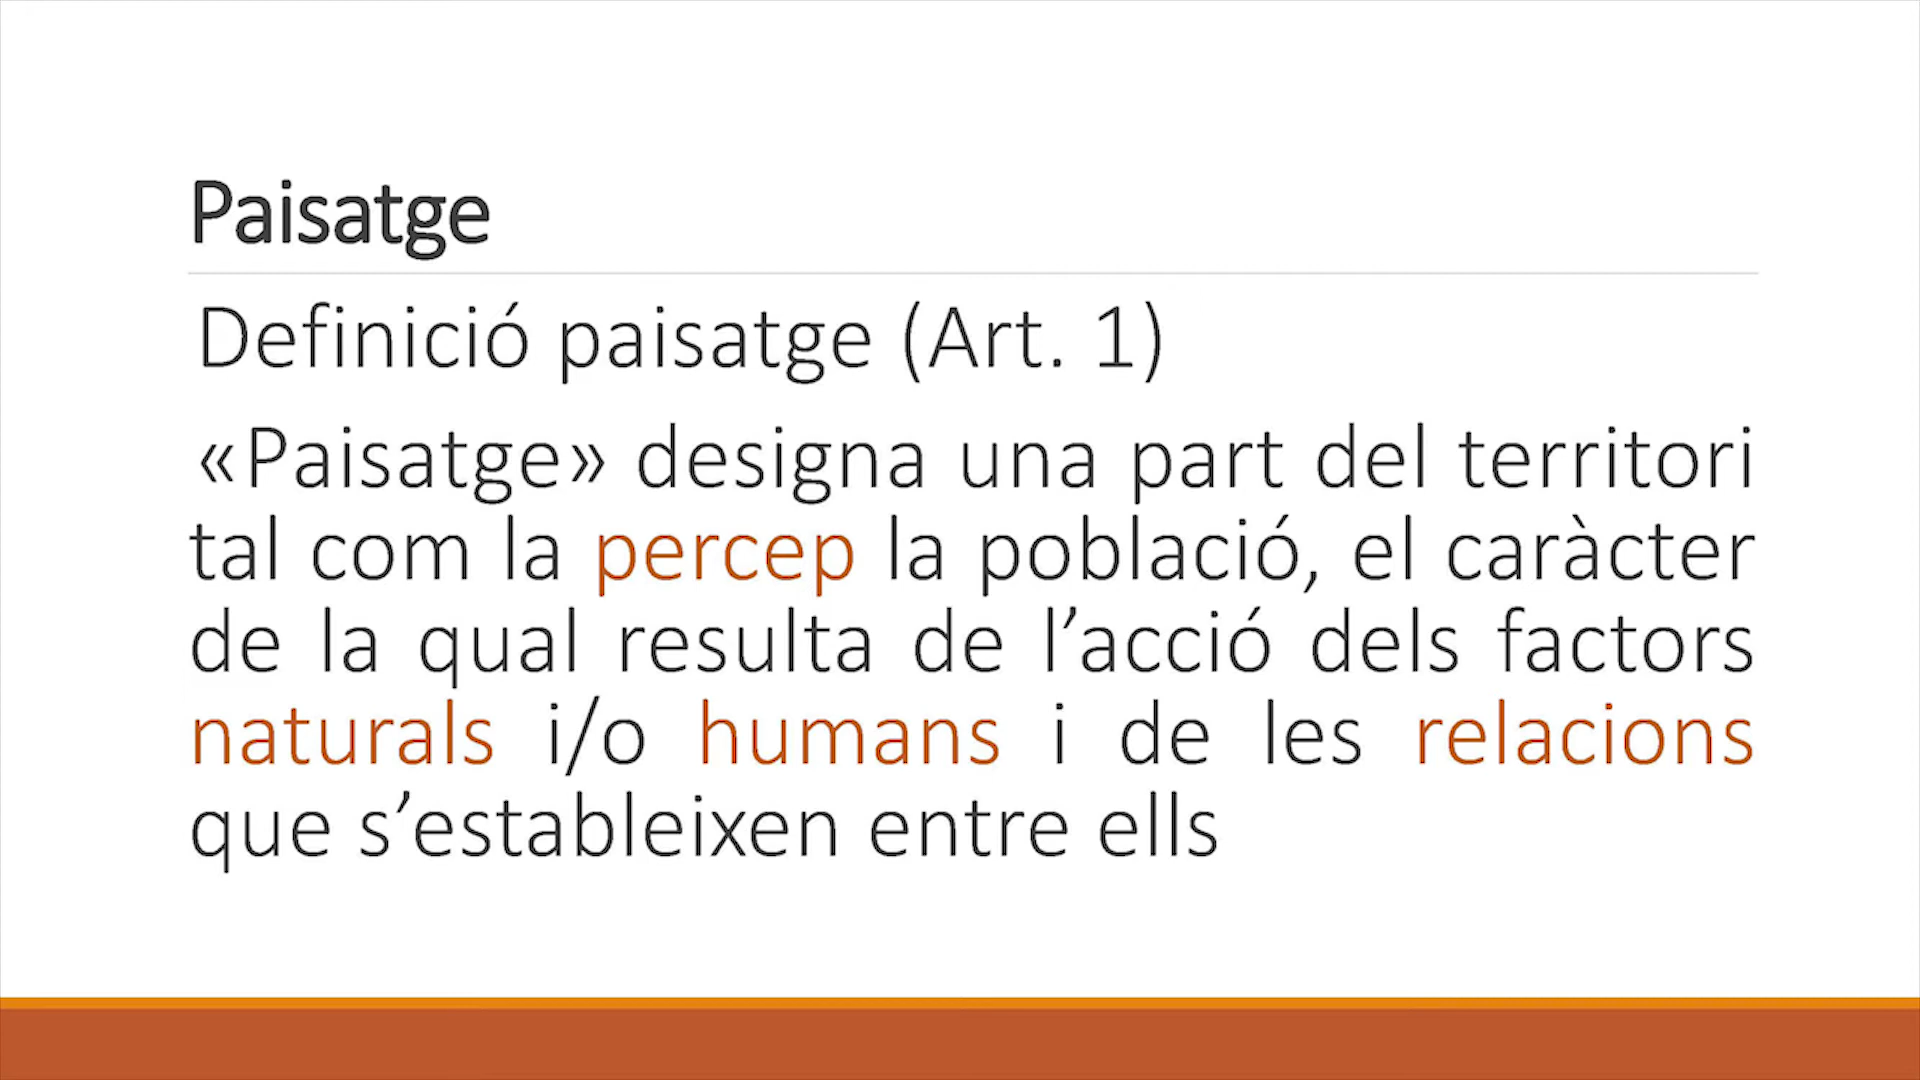 Paisatge
Definició paisatge (Art. 1)
«Paisatge» designa una part del territori
tal com la percep la població, el caràcter
de la qual resulta de l’acció dels factors
naturals i/o humans i de les relacions
que s’estableixen entre ells